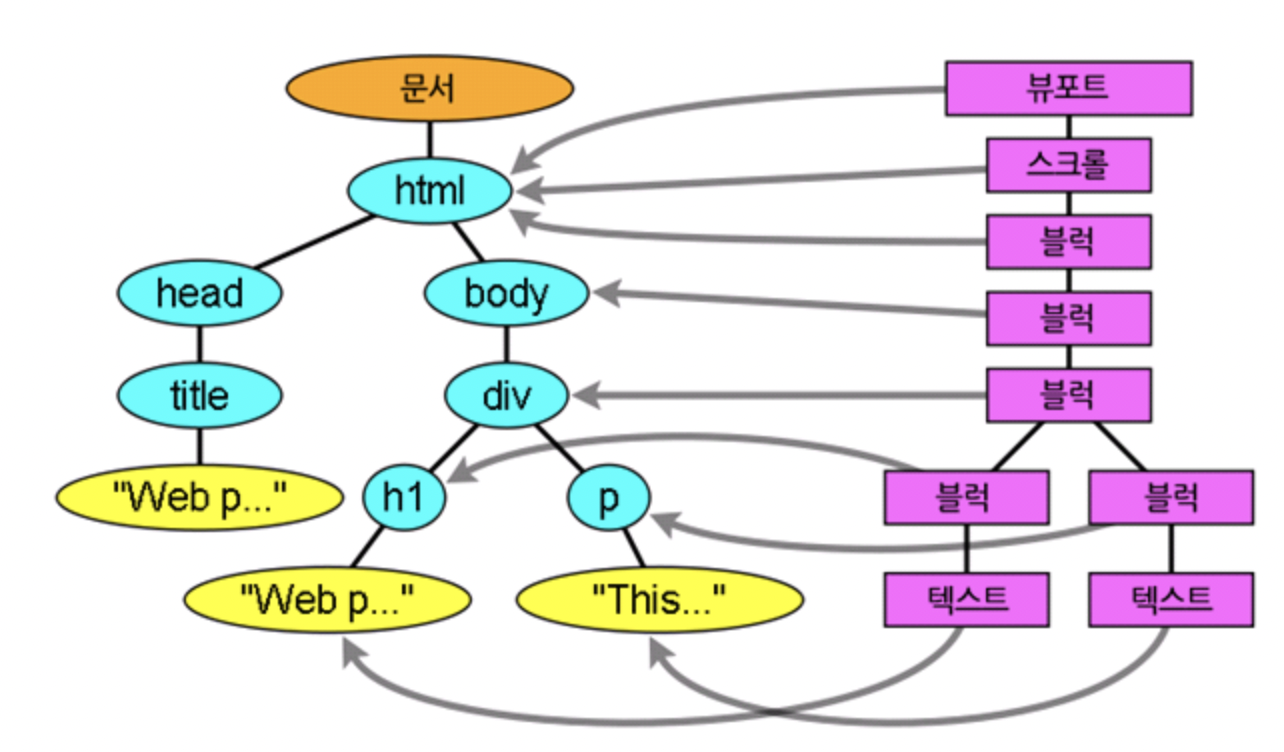 문서
뷰포트
스크롤
html
블럭
head
body
블럭
title
div
블럭
"Web p..."
h1
p
블럭
블럭
"Web p..."
"This..."
텍스트
텍스트